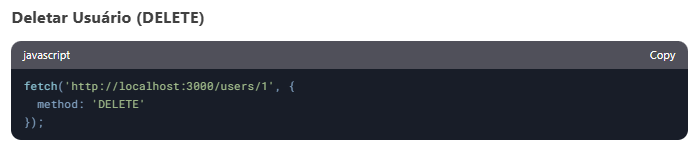 Deletar Usuário (DELETE)
javascript Copy
fetch('http://localhost:3000/users/1', {
  method: 'DELETE'
});